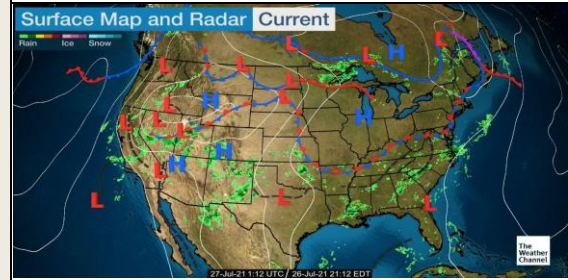 Surface Map and Radar Current
Rain Ice Snow
L
L
H
L
L
L
L
H
L
L
H
L
L
L
H
H
L
L
L
L
The
Weather
Channel
27-Jul-21 1:12 UTC / 26-Jul-21 21:12 EDT